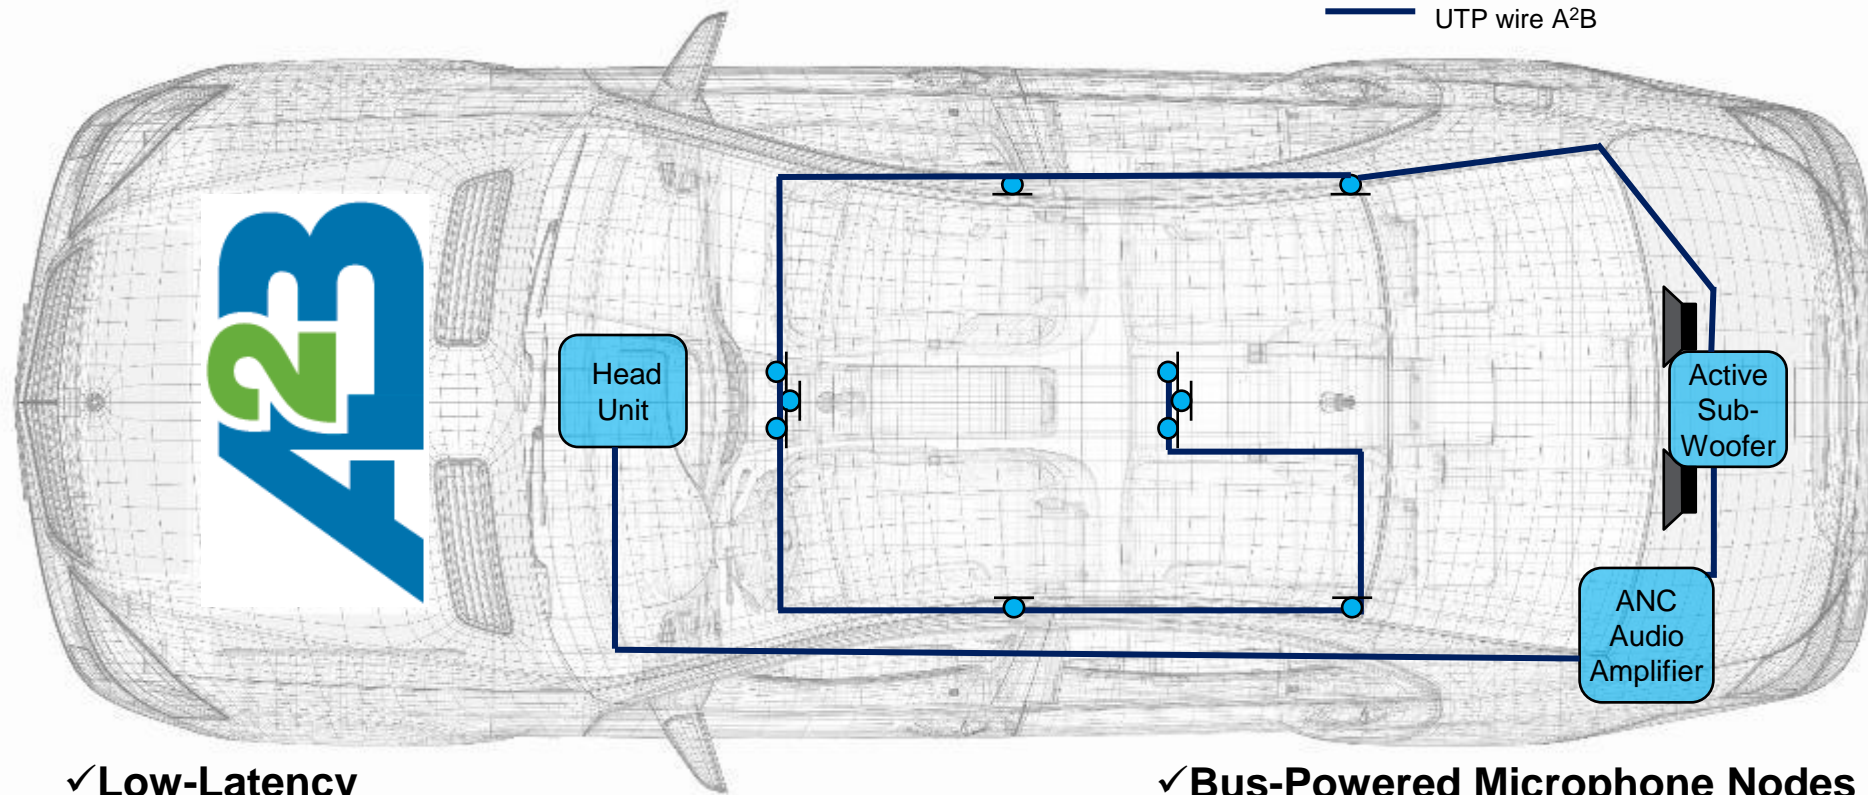 UTP wire A²B
A2B
Head
Unit
Active
Sub-
Woofer
ANC
Audio
Amplifier
✓Low-Latency
✓Bus-Powered Microphone Nodes